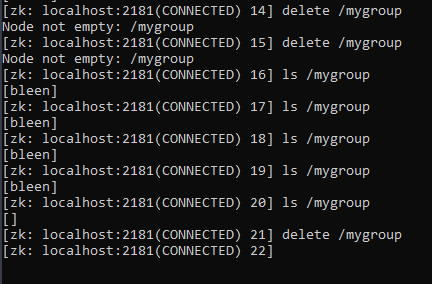 [zk: localhost:2181(CONNECTED) 14] delete /mygroup
Node not empty: /mygroup
[zk: localhost:2181(CONNECTED) 15] delete /mygroup
Node not empty: /mygroup
[zk: localhost:2181(CONNECTED) 16] ls /mygroup
[bleen]
[zk: localhost:2181(CONNECTED) 17] ls /mygroup
[bleen]
[zk: localhost:2181(CONNECTED) 18] ls /mygroup
[bleen]
[zk: localhost:2181(CONNECTED) 19] ls /mygroup
[bleen]
[zk: localhost:2181(CONNECTED) 20] ls /mygroup
[]
[zk: localhost:2181(CONNECTED) 21] delete /mygroup
[zk: localhost:2181(CONNECTED) 22]